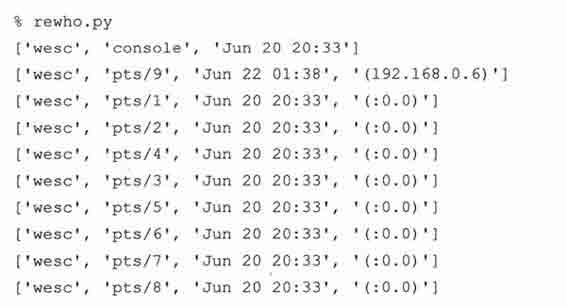 % rewho.py
['wesc', 'console', 'Jun 20 20:33']
['wesc', 'pts/9', 'Jun 22 01:38', '(192.168.0.6)']
['wesc', 'pts/1', 'Jun 20 20:33', '(:0.0)']
['wesc', 'pts/2', 'Jun 20 20:33', '(:0.0)']
['wesc', 'pts/4', 'Jun 20 20:33', '(:0.0)']
['wesc', 'pts/3', 'Jun 20 20:33', '(:0.0)']
['wesc', 'pts/5', 'Jun 20 20:33', '(:0.0)']
['wesc', 'pts/6', 'Jun 20 20:33', '(:0.0)']
['wesc', 'pts/7', 'Jun 20 20:33', '(:0.0)']
['wesc', 'pts/8', 'Jun 20 20:33', '(:0.0)']